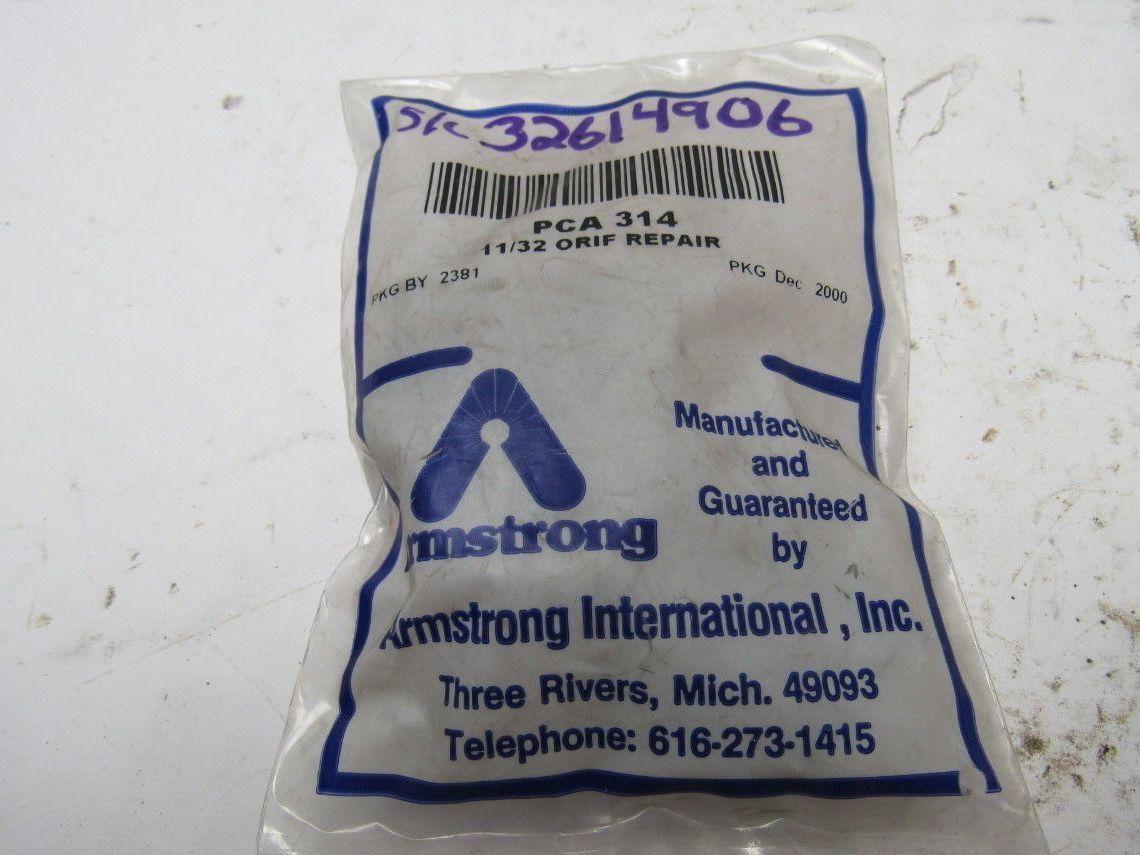 S/C 32614906
PCA 314
11/32 ORIF REPAIR
PKG BY 2381
PKG Dec 2000
Armstrong
Manufactured
and
Guaranteed
by
Armstrong International, Inc.
Three Rivers, Mich. 49093
Telephone: 616-273-1415